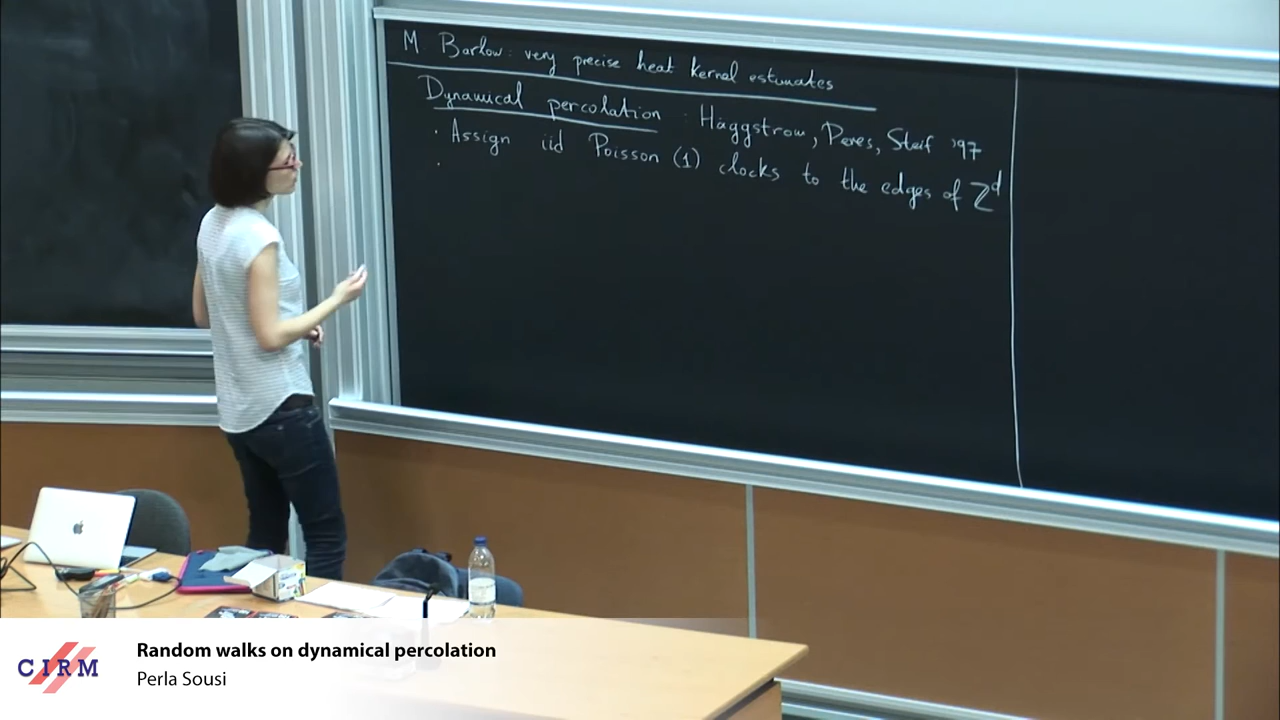 M Barlow: very precise heat kernel estimates
Dynamical percolation : Häggstrom, Peres, Steif '97
· Assign iid Poisson (1) clocks to the edges of Z^d
·
CIRM
Random walks on dynamical percolation
Perla Sousi